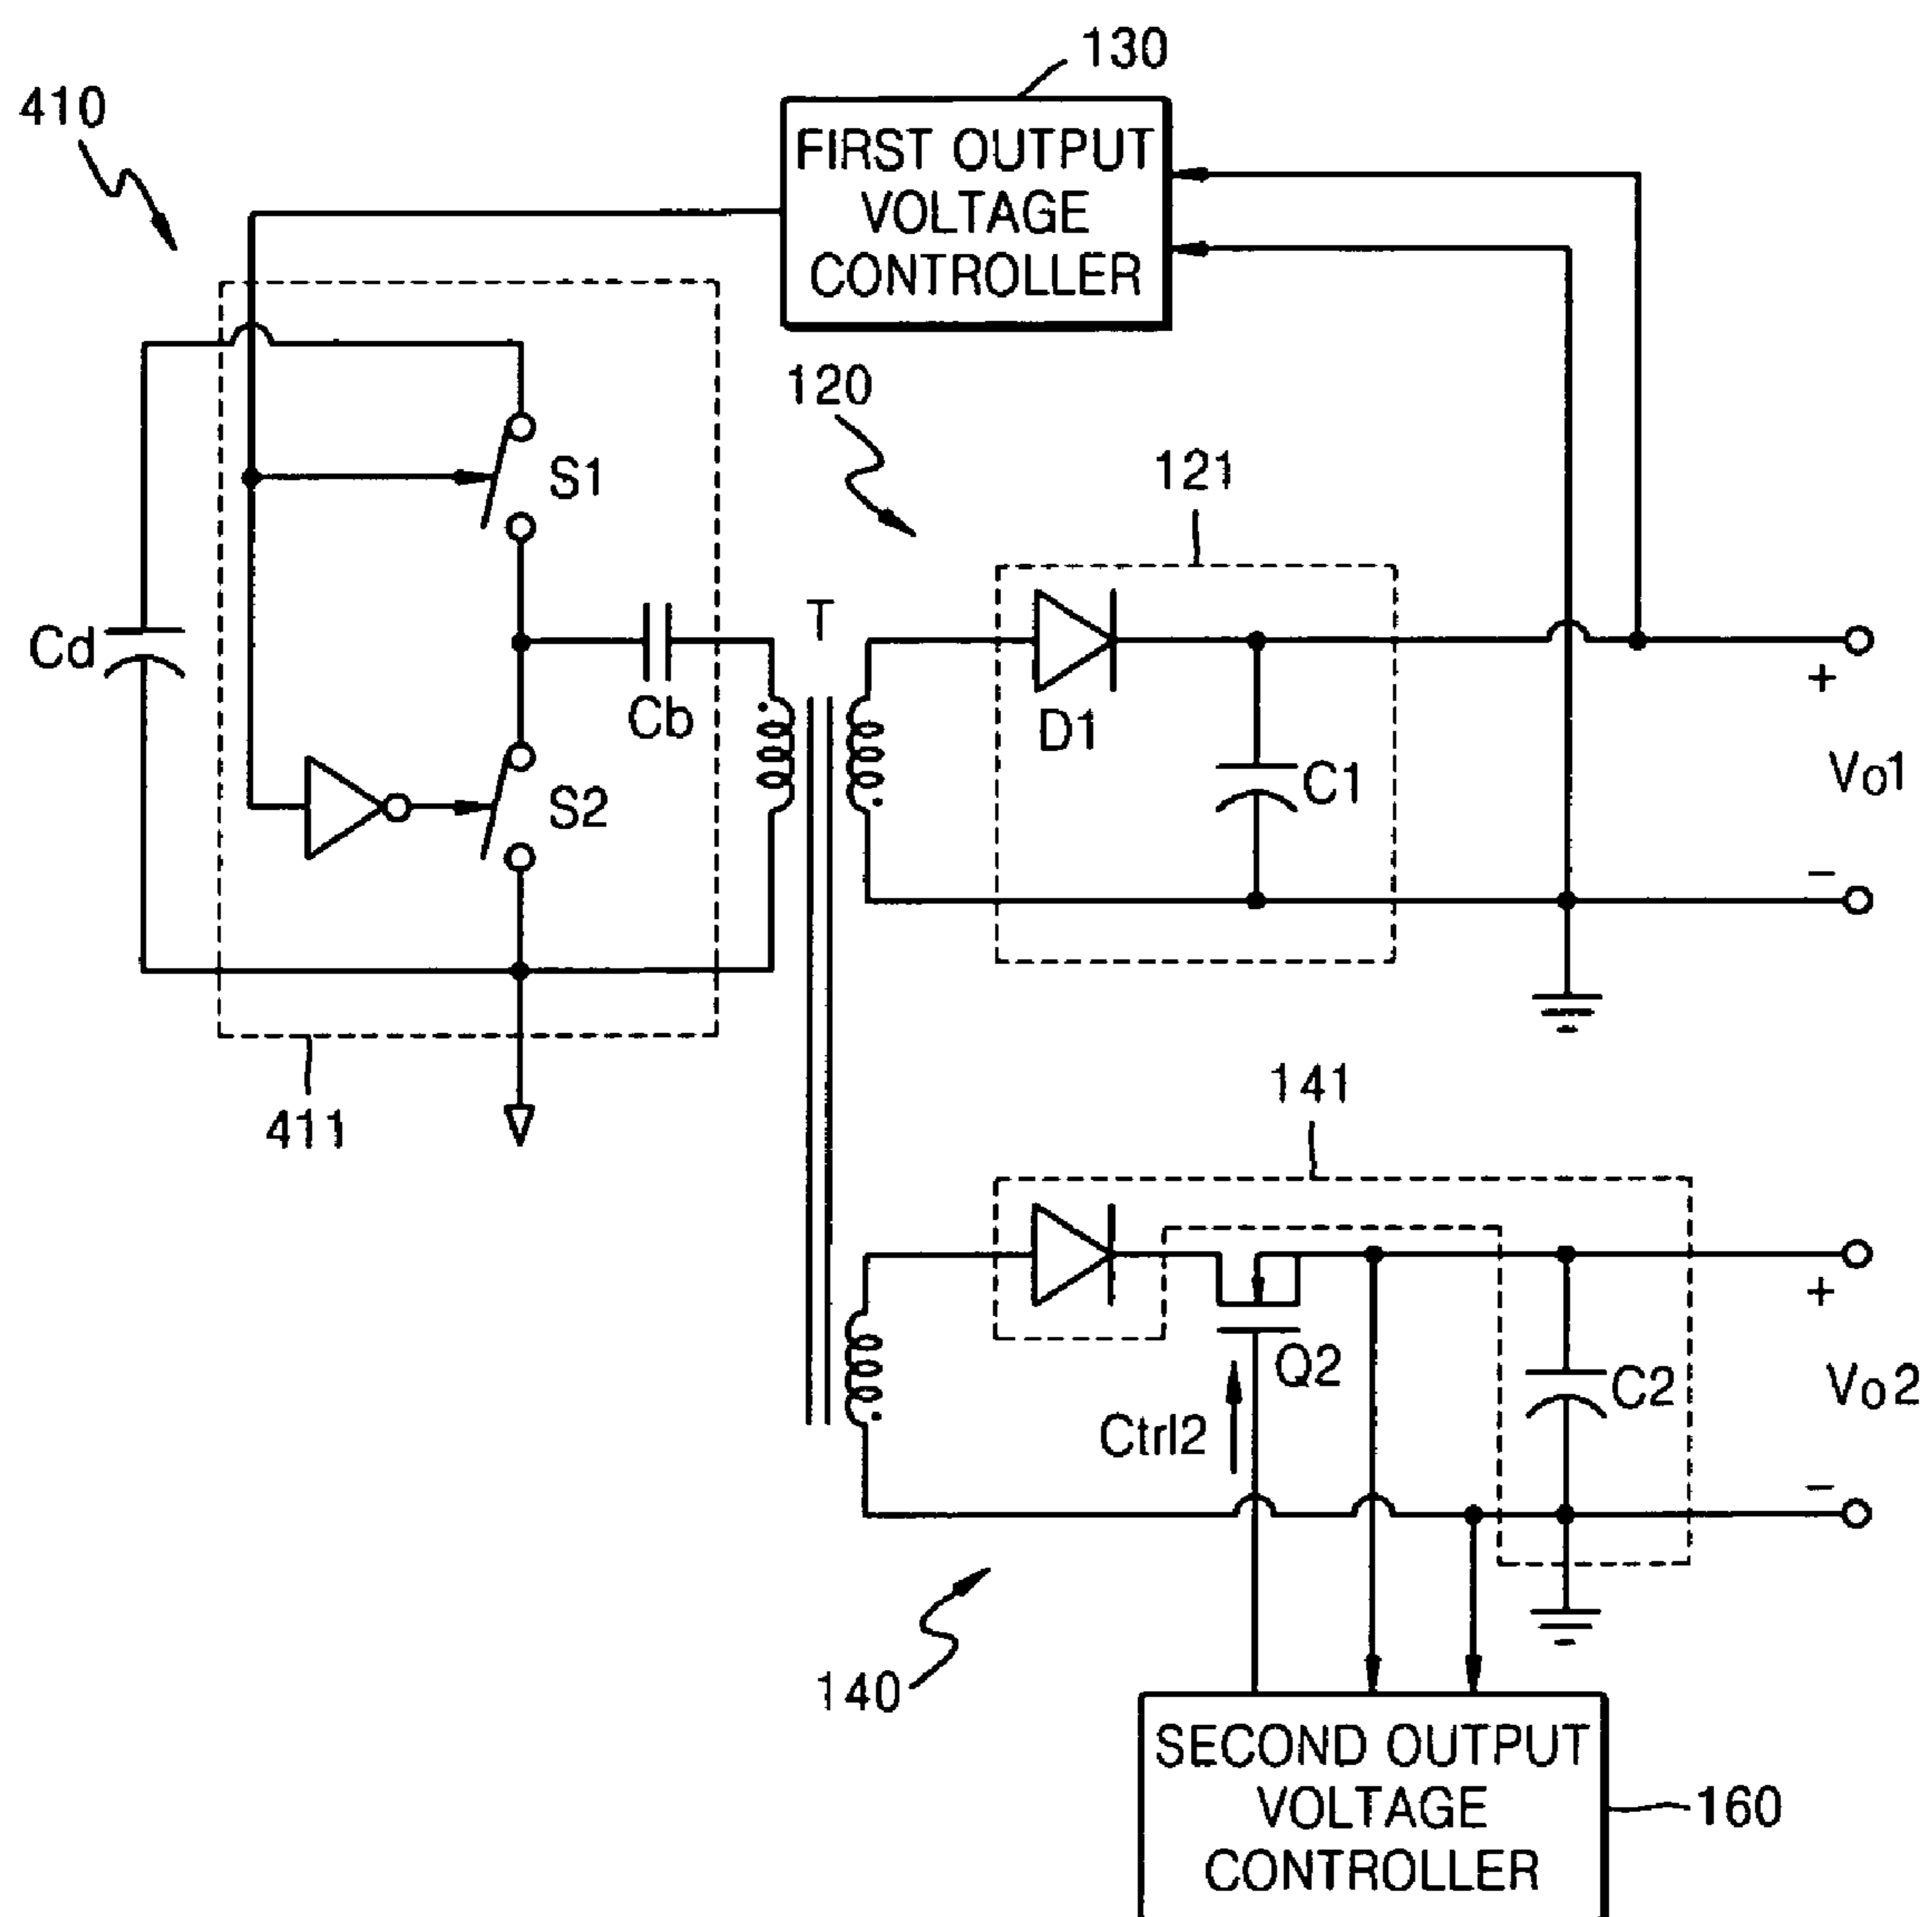 130
410
FIRST OUTPUT
VOLTAGE
CONTROLLER
120
121
S1
T
Cd
Cb
D1
C1
+
Vo1
S2
−
411
141
+
Q2
C2
Vo2
Ctrl2
−
140
SECOND OUTPUT
VOLTAGE
CONTROLLER
160